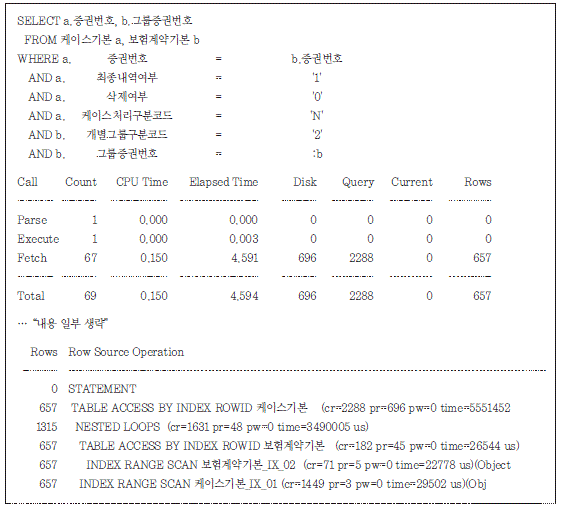 SELECT a.증권번호, b.그룹증권번호
FROM 케이스기본 a, 보험계약기본 b
WHERE a. 증권번호 = b.증권번호
AND a. 최종내역여부 = '1'
AND a. 삭제여부 = '0'
AND a. 케이스처리구분코드 = 'N'
AND b. 개별그룹구분코드 = '2'
AND b. 그룹증권번호 = :b
Call Count CPU Time Elapsed Time Disk Query Current Rows
Parse 1 0.000 0.000 0 0 0 0
Execute 1 0.000 0.003 0 0 0 0
Fetch 67 0.150 4.591 696 2288 0 657
Total 69 0.150 4.594 696 2288 0 657
… "내용 일부 생략"
Rows Row Source Operation
0 STATEMENT
657 TABLE ACCESS BY INDEX ROWID 케이스기본 (cr=2288 pr=696 pw=0 time=5551452
1315 NESTED LOOPS (cr=1631 pr=48 pw=0 time=3490005 us)
657 TABLE ACCESS BY INDEX ROWID 보험계약기본 (cr=182 pr=45 pw=0 time=26544 us)
657 INDEX RANGE SCAN 보험계약기본_IX_02 (cr=71 pr=5 pw=0 time=22778 us)(Object
657 INDEX RANGE SCAN 케이스기본_IX_01 (cr=1449 pr=3 pw=0 time=29502 us)(Obj